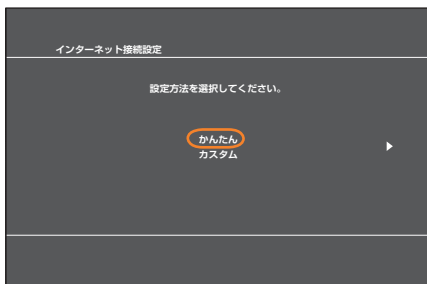 インターネット接続設定
設定方法を選択してください。
かんたん
カスタム